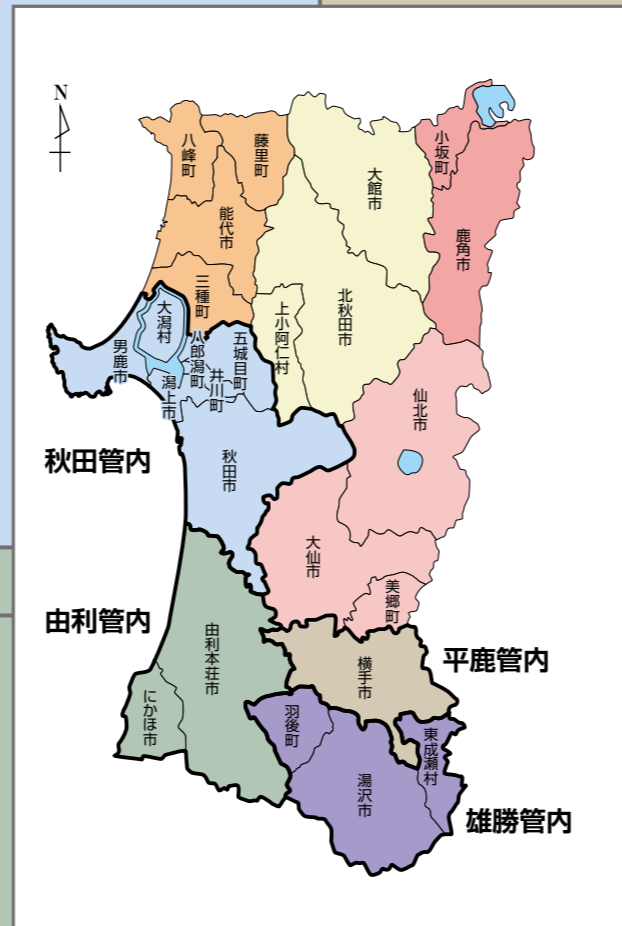 N
八峰町
藤里町
能代市
三種町
大館市
小坂町
鹿角市
北秋田市
上小阿仁村
大潟村
男鹿市
潟上市
八郎潟町
井川町
五城目町
秋田市
仙北市
大仙市
美郷町
秋田管内
由利管内
由利本荘市
にかほ市
横手市
平鹿管内
羽後町
湯沢市
東成瀬村
雄勝管内